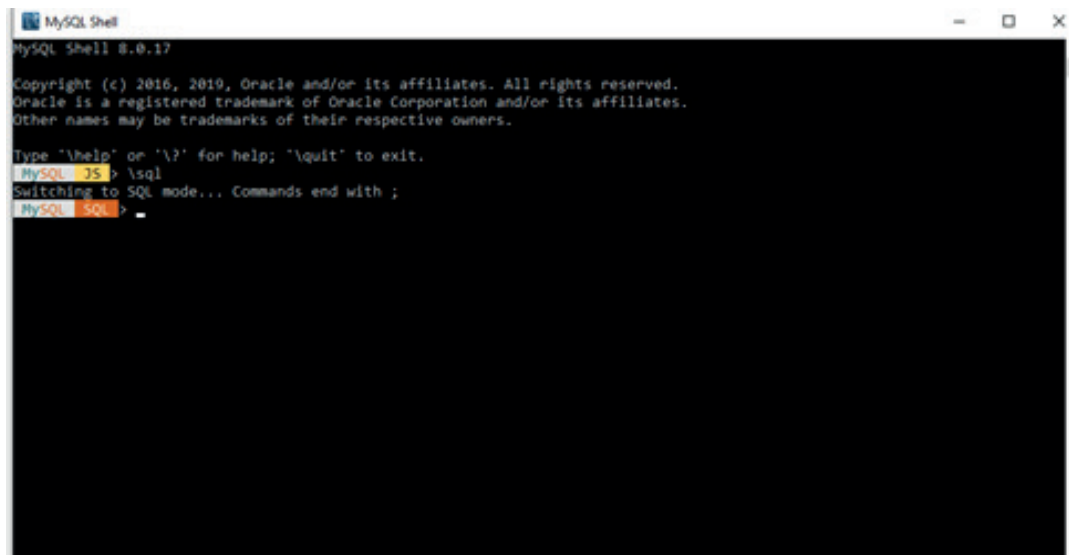 MySQL Shell
MySQL Shell 8.0.17
Copyright (c) 2016, 2019, Oracle and/or its affiliates. All rights reserved.
Oracle is a registered trademark of Oracle Corporation and/or its affiliates.
Other names may be trademarks of their respective owners.
Type '\help' or '\?' for help; '\quit' to exit.
MySQL JS > \sql
Switching to SQL mode... Commands end with ;
MySQL SQL >